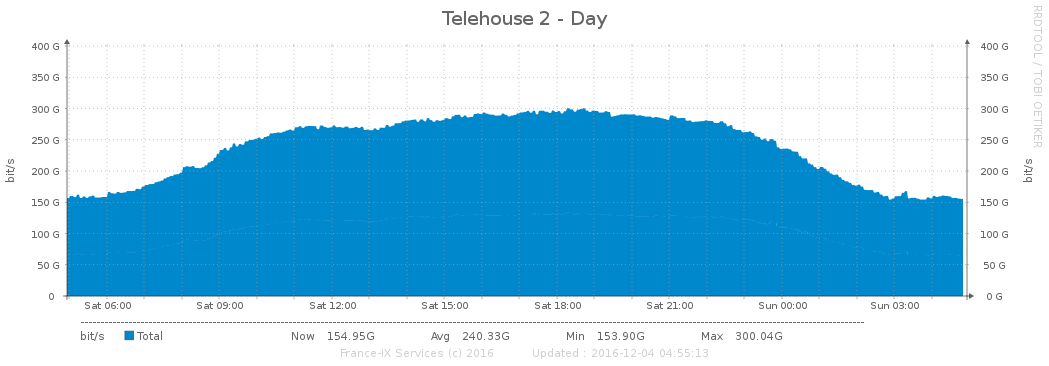 Telehouse 2 - Day
RRDTOOL / TOBI OETIKER
400 G 400 G
350 G 350 G
300 G 300 G
250 G 250 G
200 G 200 G
150 G 150 G
100 G 100 G
50 G 50 G
0 0 G
bit/s bit/s
Sat 06:00 Sat 09:00 Sat 12:00 Sat 15:00 Sat 18:00 Sat 21:00 Sun 00:00 Sun 03:00
bit/s Total Now 154.95G Avg 240.33G Min 153.90G Max 300.04G
France-IX Services (c) 2016 Updated : 2016-12-04 04:55:13